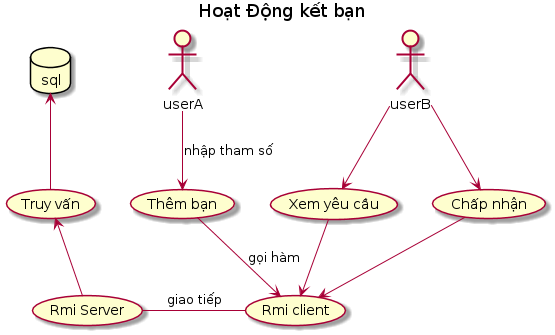 Hoạt Động kết bạn
sql
userA
userB
nhập tham số
Truy vấn
Thêm bạn
Xem yêu cầu
Chấp nhận
gọi hàm
Rmi Server
giao tiếp
Rmi client